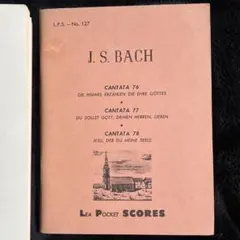 L.P.S. - No. 127
J. S. BACH
CANTATA 76
DIE HIMMEL ERZÄHLEN DIE EHRE GOTTES
CANTATA 77
DU SOLLST GOTT, DEINEN HERREN, LIEBEN
CANTATA 78
JESU, DER DU MEINE SEELE
LEA POCKET SCORES